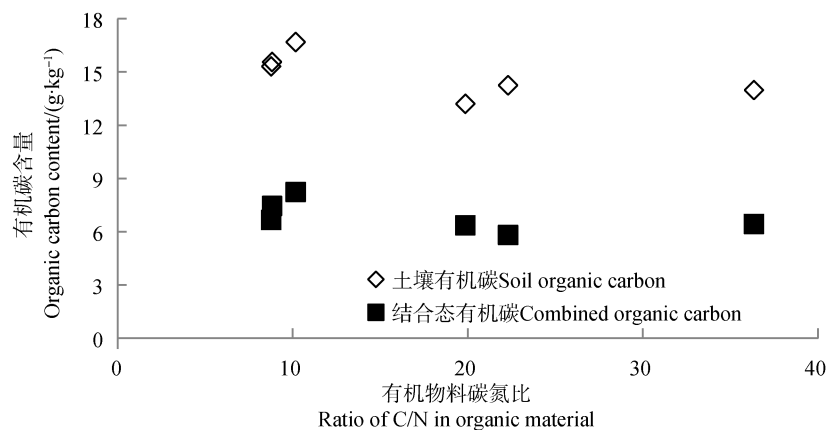 18
15
12
9
6
3
0
有机碳含量
Organic carbon content/(g·kg⁻¹)
土壤有机碳Soil organic carbon
结合态有机碳Combined organic carbon
0
10
20
30
40
有机物料碳氮比
Ratio of C/N in organic material